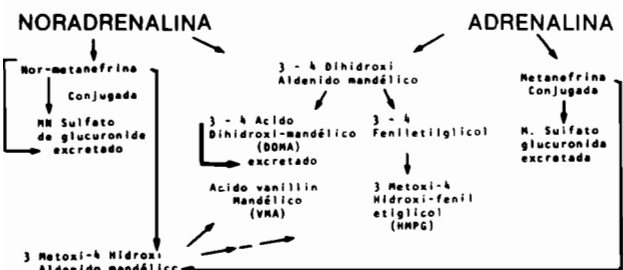 NORADRENALINA
ADRENALINA
3 - 4 Dihidroxi
Aldenido mandélico
Nor-metanefrina
Conjugada
MN Sulfato
de glucuronide
excretado
Metanefrina
Conjugada
M. Sulfato
glucuronida
excretada
3 - 4 Acido
Dihidroxi-mandélico
(DOMA)
excretado
3 - 4
Feniletilglicol
Acido vanillin
Mandélico
(VMA)
3 Metoxi-4
Hidroxi-fenil
etiglicol
(HMPG)
3 Metoxi-4 Hidroxi
Aldenido mandélico